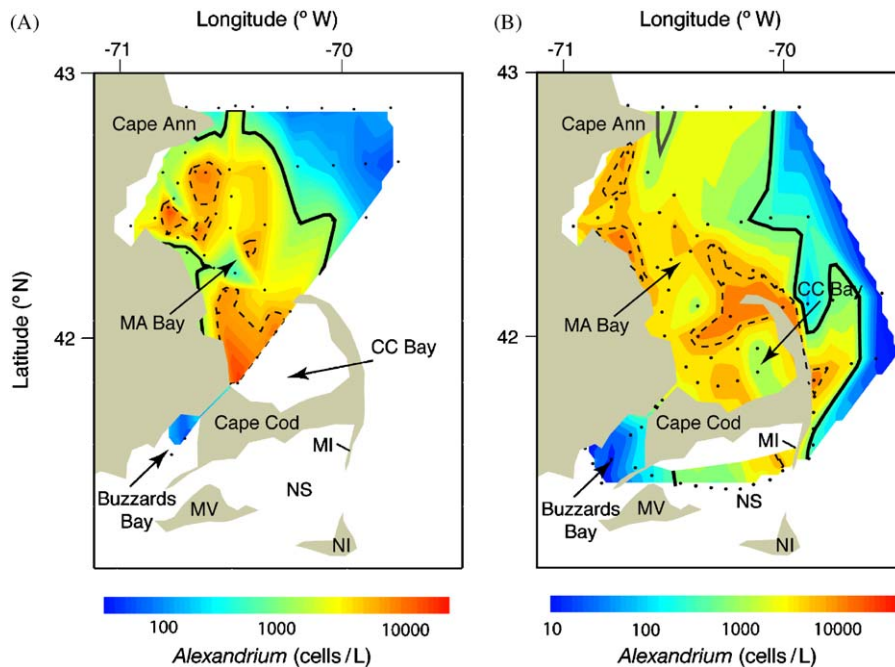 (A)
Longitude (° W)
-71
-70
43
42
Latitude (° N)
Cape Ann
MA Bay
CC Bay
Cape Cod
MI
Buzzards
Bay
MV
NS
NI
100
1000
10000
Alexandrium (cells/L)
(B)
Longitude (° W)
-71
-70
43
42
Cape Ann
CC Bay
MA Bay
Cape Cod
MI
Buzzards
Bay
NS
MV
NI
10
100
1000
10000
Alexandrium (cells/L)